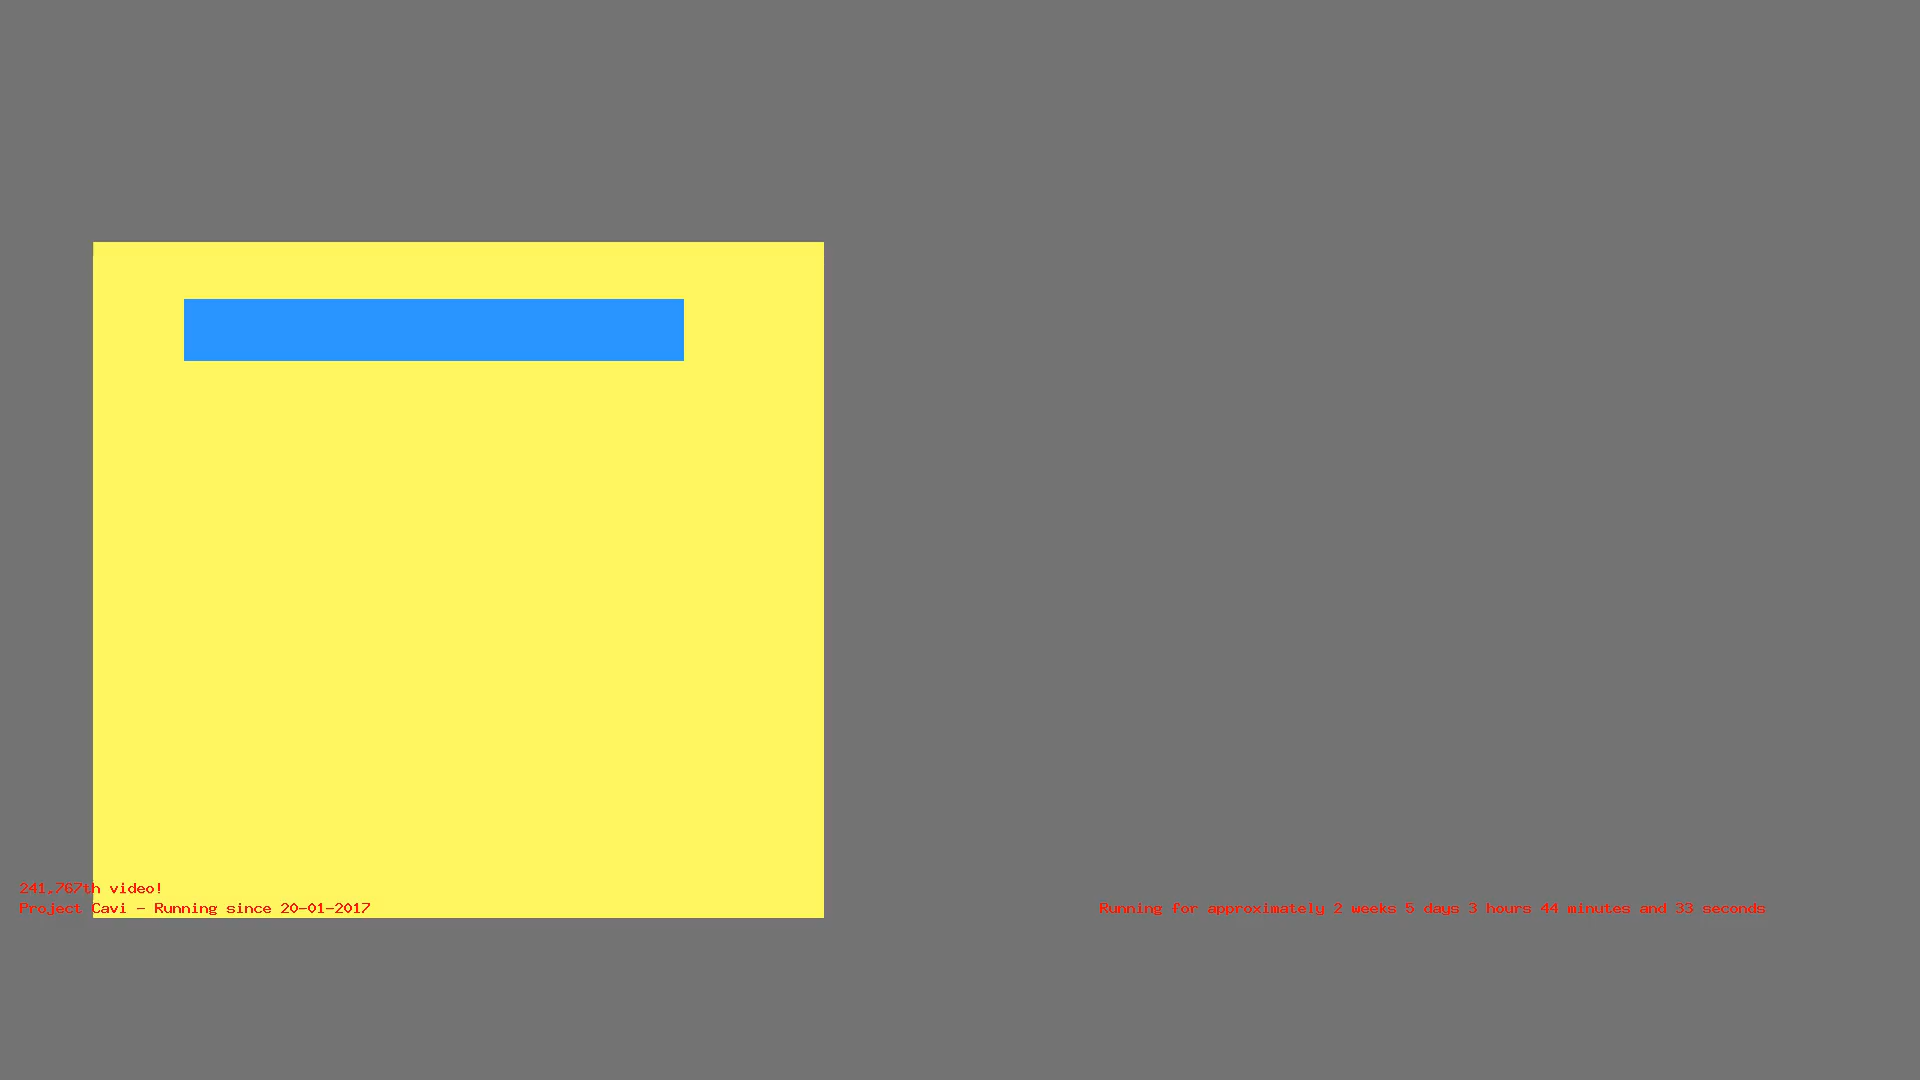 241,767th video!
Project Cavi - Running since 20-01-2017
Running for approximately 2 weeks 5 days 3 hours 44 minutes and 33 seconds